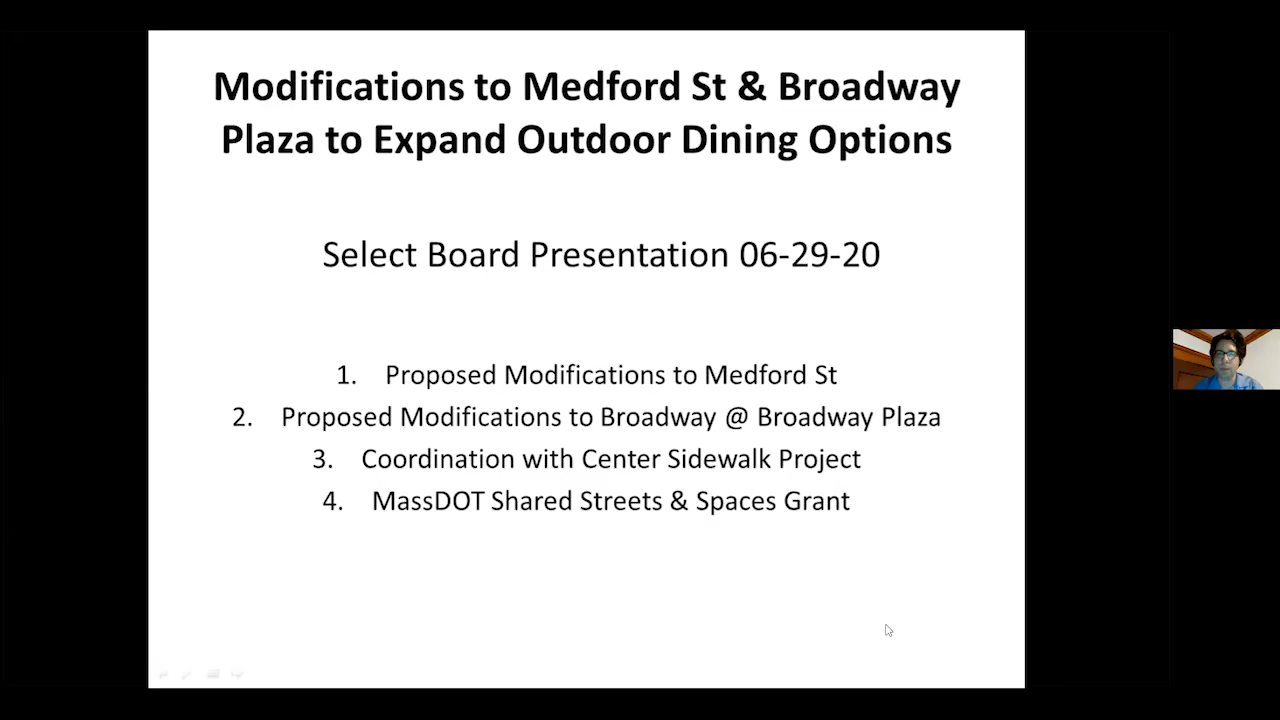 Modifications to Medford St & Broadway
Plaza to Expand Outdoor Dining Options
Select Board Presentation 06-29-20
1. Proposed Modifications to Medford St
2. Proposed Modifications to Broadway @ Broadway Plaza
3. Coordination with Center Sidewalk Project
4. MassDOT Shared Streets & Spaces Grant